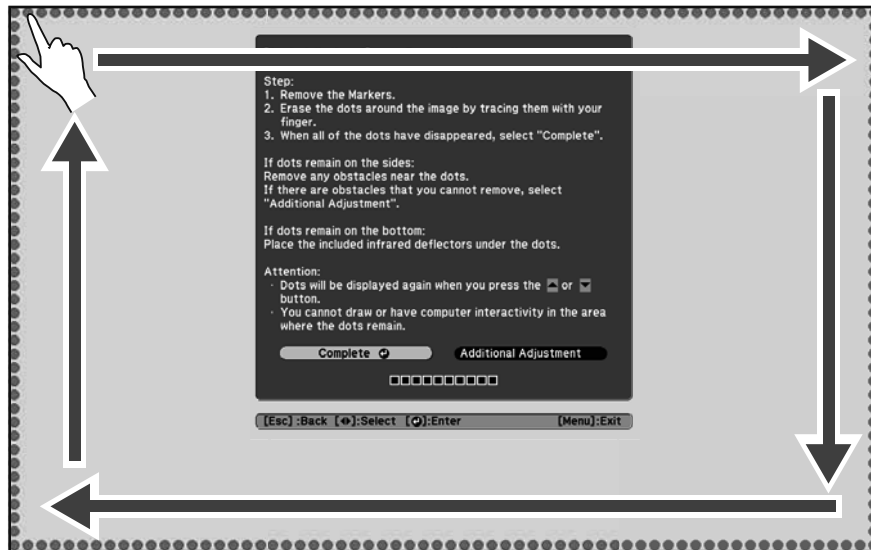 Step:
1. Remove the Markers.
2. Erase the dots around the image by tracing them with your
finger.
3. When all of the dots have disappeared, select "Complete".
If dots remain on the sides:
Remove any obstacles near the dots.
If there are obstacles that you cannot remove, select
"Additional Adjustment".
If dots remain on the bottom:
Place the included infrared deflectors under the dots.
Attention:
· Dots will be displayed again when you press the ▲ or ▼
button.
· You cannot draw or have computer interactivity in the area
where the dots remain.
Complete Additional Adjustment
[Esc] :Back [◆]:Select [⏎]:Enter [Menu]:Exit